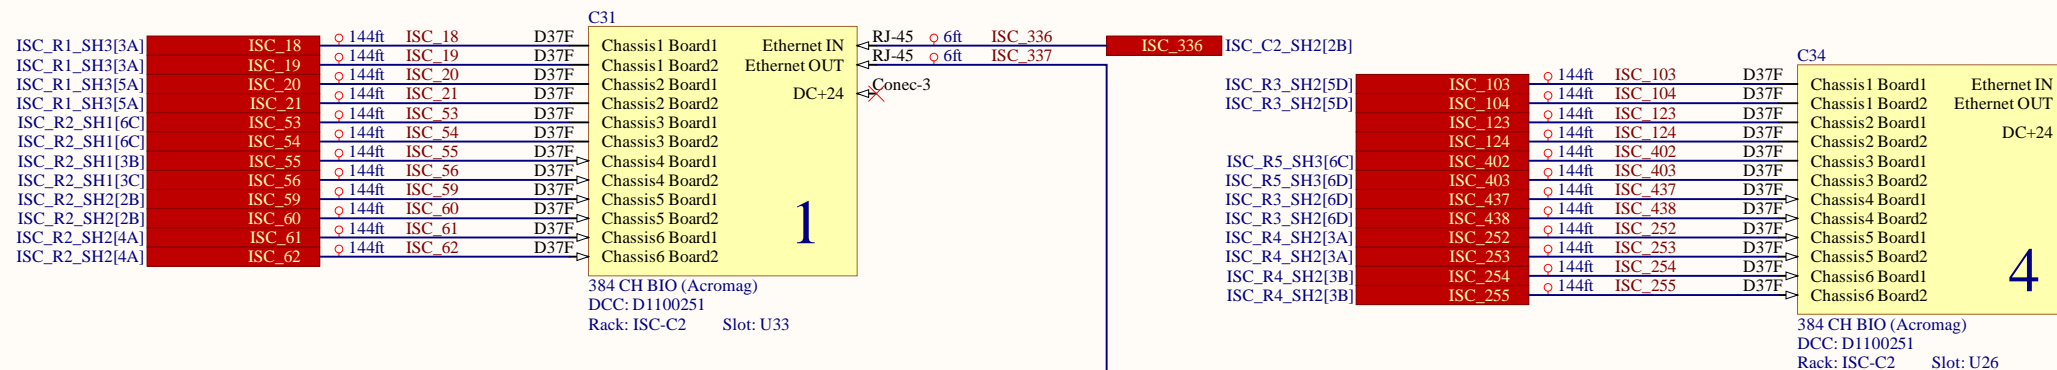 C31
ISC_R1_SH3[3A] ISC_18 144ft ISC_18 D37F Chassis1 Board1 Ethernet IN RJ-45 6ft ISC_336 ISC_336 ISC_C2_SH2[2B]
ISC_R1_SH3[3A] ISC_19 144ft ISC_19 D37F Chassis1 Board2 Ethernet OUT RJ-45 6ft ISC_337
ISC_R1_SH3[5A] ISC_20 144ft ISC_20 D37F Chassis2 Board1
ISC_R1_SH3[5A] ISC_21 144ft ISC_21 D37F Chassis2 Board2 DC+24 Conec-3
ISC_R2_SH1[6C] ISC_53 144ft ISC_53 D37F Chassis3 Board1
ISC_R2_SH1[6C] ISC_54 144ft ISC_54 D37F Chassis3 Board2
ISC_R2_SH1[3B] ISC_55 144ft ISC_55 D37F Chassis4 Board1
ISC_R2_SH1[3C] ISC_56 144ft ISC_56 D37F Chassis4 Board2
ISC_R2_SH2[2B] ISC_59 144ft ISC_59 D37F Chassis5 Board1
ISC_R2_SH2[2B] ISC_60 144ft ISC_60 D37F Chassis5 Board2
ISC_R2_SH2[4A] ISC_61 144ft ISC_61 D37F Chassis6 Board1
ISC_R2_SH2[4A] ISC_62 144ft ISC_62 D37F Chassis6 Board2
1
384 CH BIO (Acromag)
DCC: D1100251
Rack: ISC-C2 Slot: U33
C34
ISC_R3_SH2[5D] ISC_103 144ft ISC_103 D37F Chassis1 Board1 Ethernet IN
ISC_R3_SH2[5D] ISC_104 144ft ISC_104 D37F Chassis1 Board2 Ethernet OUT
ISC_123 144ft ISC_123 D37F Chassis2 Board1
ISC_124 144ft ISC_124 D37F Chassis2 Board2 DC+24
ISC_R5_SH3[6C] ISC_402 144ft ISC_402 D37F Chassis3 Board1
ISC_R5_SH3[6D] ISC_403 144ft ISC_403 D37F Chassis3 Board2
ISC_R3_SH2[6D] ISC_437 144ft ISC_437 D37F Chassis4 Board1
ISC_R3_SH2[6D] ISC_438 144ft ISC_438 D37F Chassis4 Board2
ISC_R4_SH2[3A] ISC_252 144ft ISC_252 D37F Chassis5 Board1
ISC_R4_SH2[3A] ISC_253 144ft ISC_253 D37F Chassis5 Board2
ISC_R4_SH2[3B] ISC_254 144ft ISC_254 D37F Chassis6 Board1
ISC_R4_SH2[3B] ISC_255 144ft ISC_255 D37F Chassis6 Board2
4
384 CH BIO (Acromag)
DCC: D1100251
Rack: ISC-C2 Slot: U26